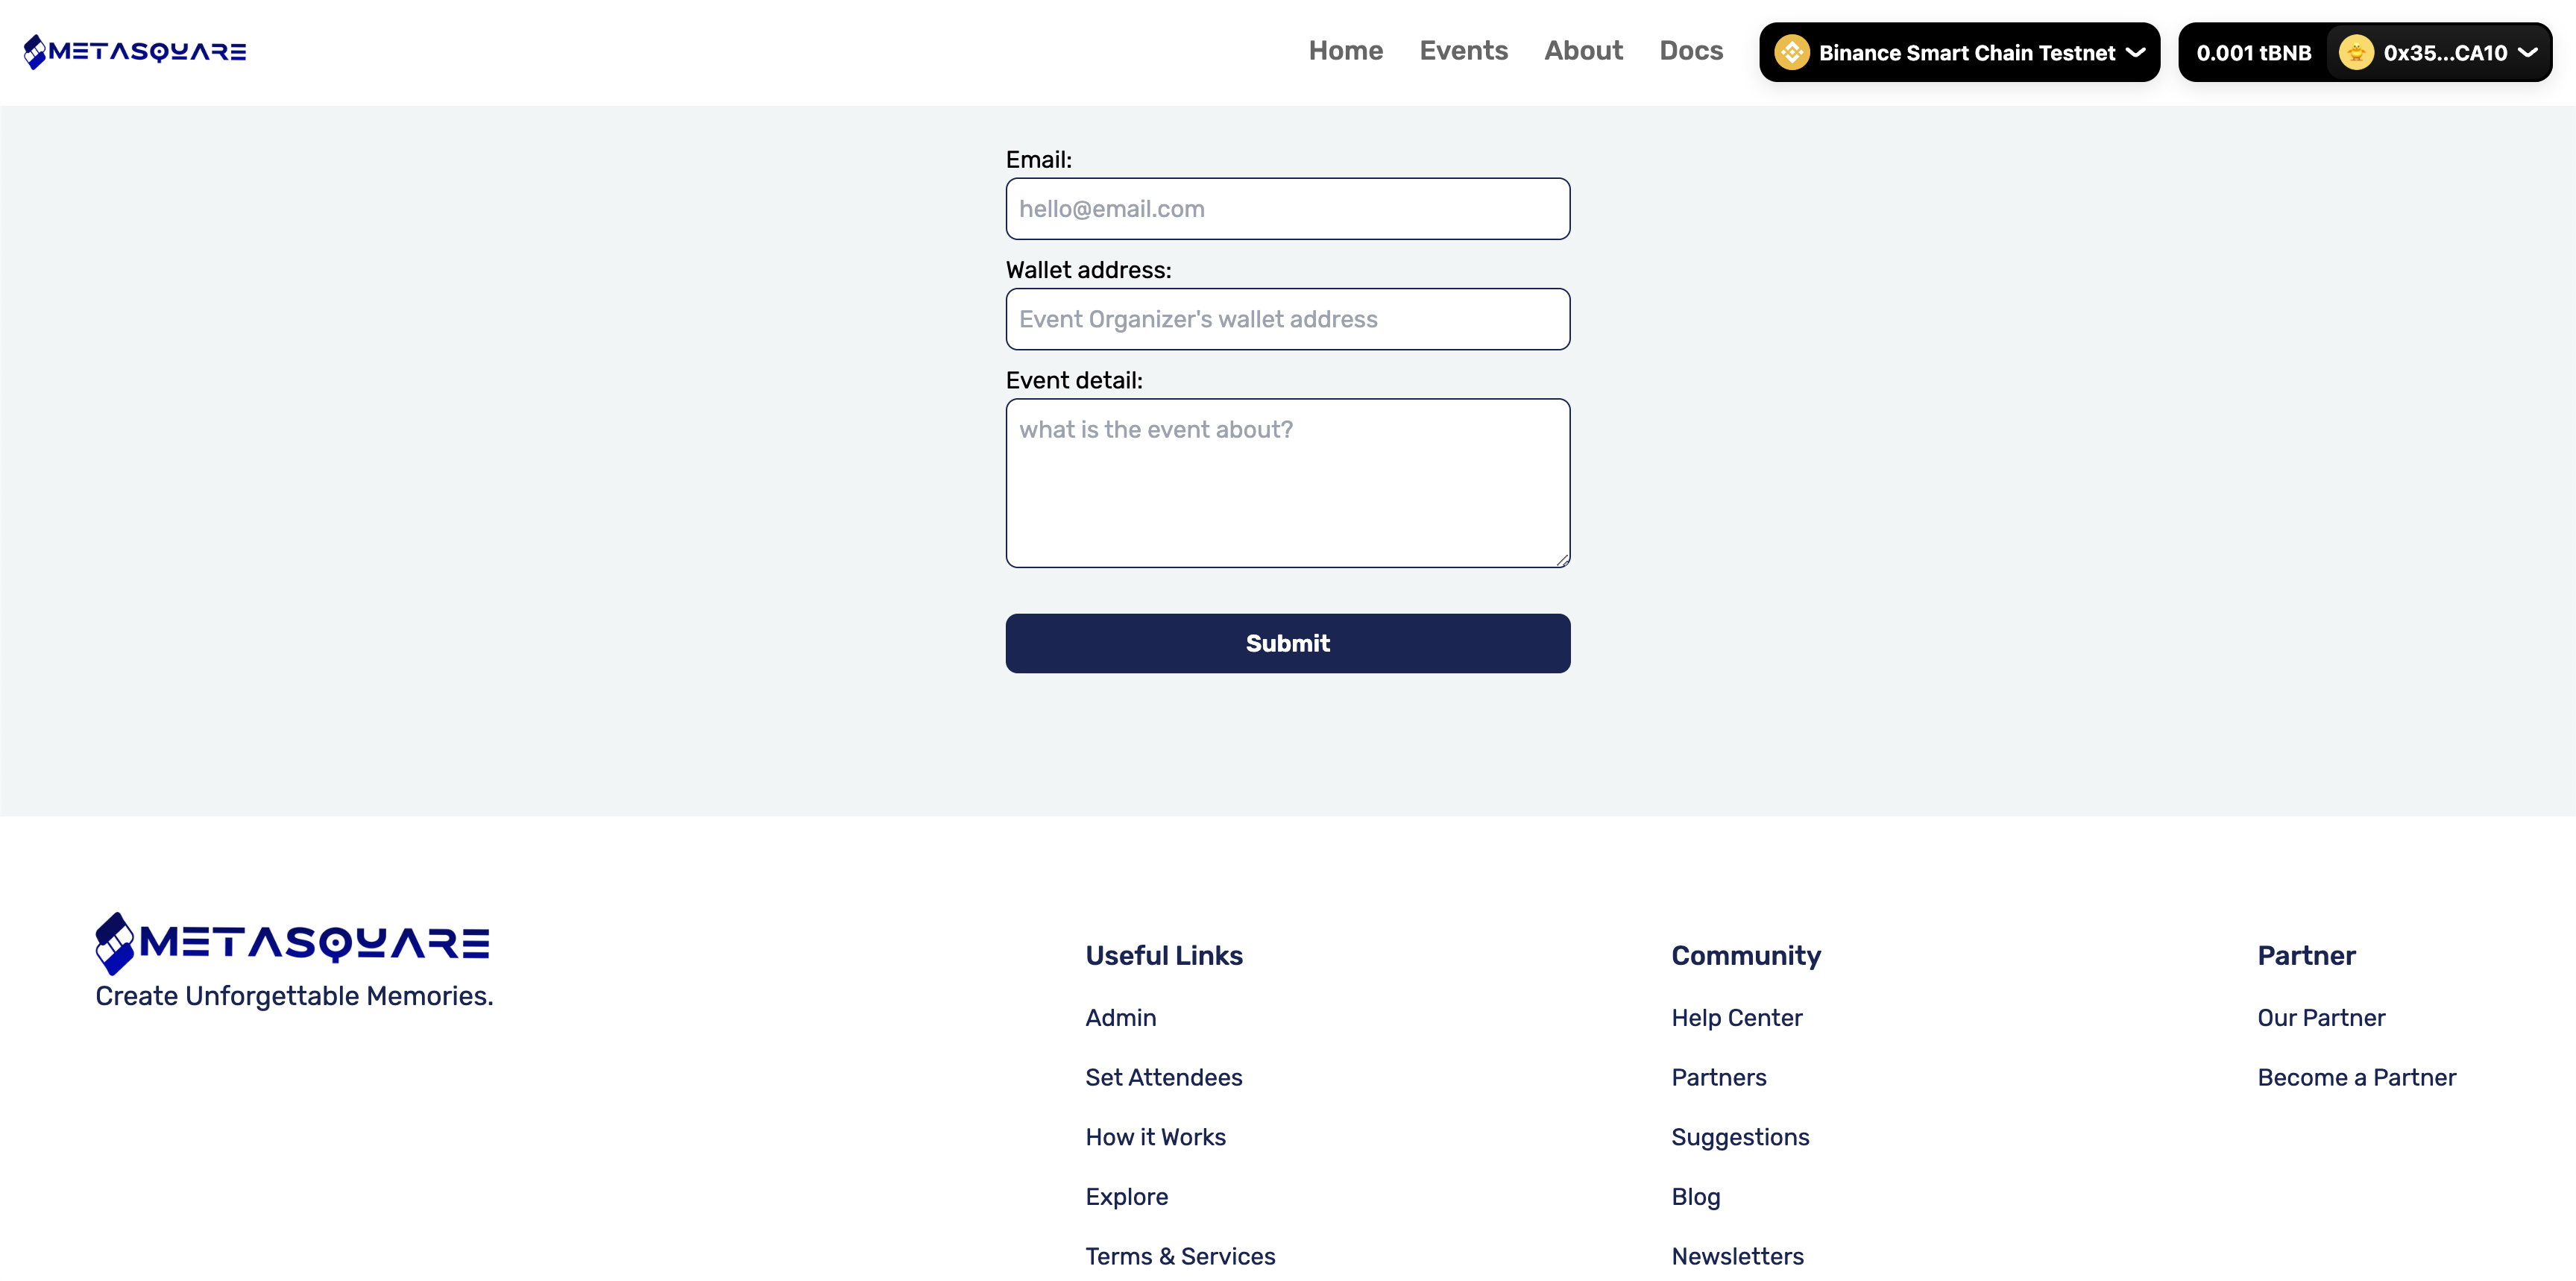 METASQUARE
Home Events About Docs Binance Smart Chain Testnet 0.001 tBNB 0x35...CA10
Email:
hello@email.com
Wallet address:
Event Organizer's wallet address
Event detail:
what is the event about?
Submit
METASQUARE
Create Unforgettable Memories.
Useful Links
Admin
Set Attendees
How it Works
Explore
Terms & Services
Community
Help Center
Partners
Suggestions
Blog
Newsletters
Partner
Our Partner
Become a Partner